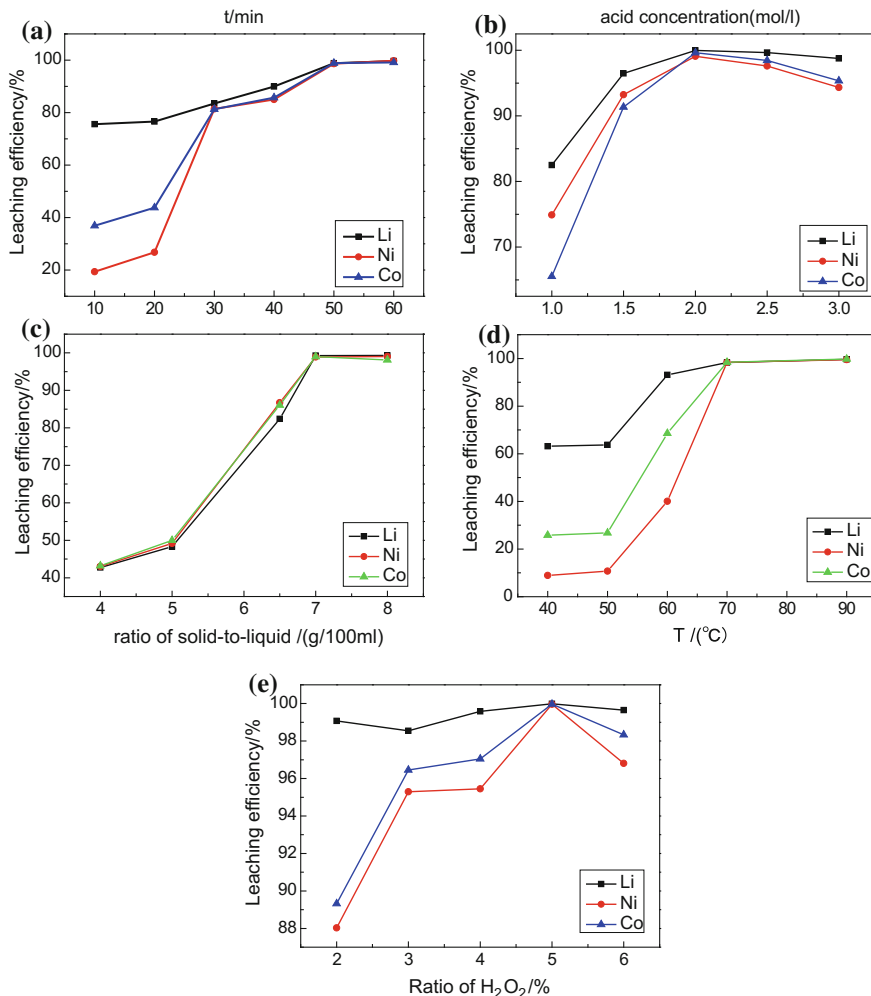 t/min
(a)
Leaching efficiency/%
100
80
60
40
20
10 20 30 40 50 60
Li
Ni
Co
acid concentration(mol/l)
(b)
Leaching efficiency/%
100
90
80
70
1.0 1.5 2.0 2.5 3.0
Li
Ni
Co
(c)
Leaching efficiency/%
100
90
80
70
60
50
40
4 5 6 7 8
ratio of solid-to-liquid /(g/100ml)
Li
Ni
Co
(d)
Leaching efficiency/%
100
80
60
40
20
0
40 50 60 70 80 90
T /(°C)
Li
Ni
Co
(e)
Leaching efficiency/%
100
98
96
94
92
90
88
2 3 4 5 6
Ratio of H₂O₂/%
Li
Ni
Co